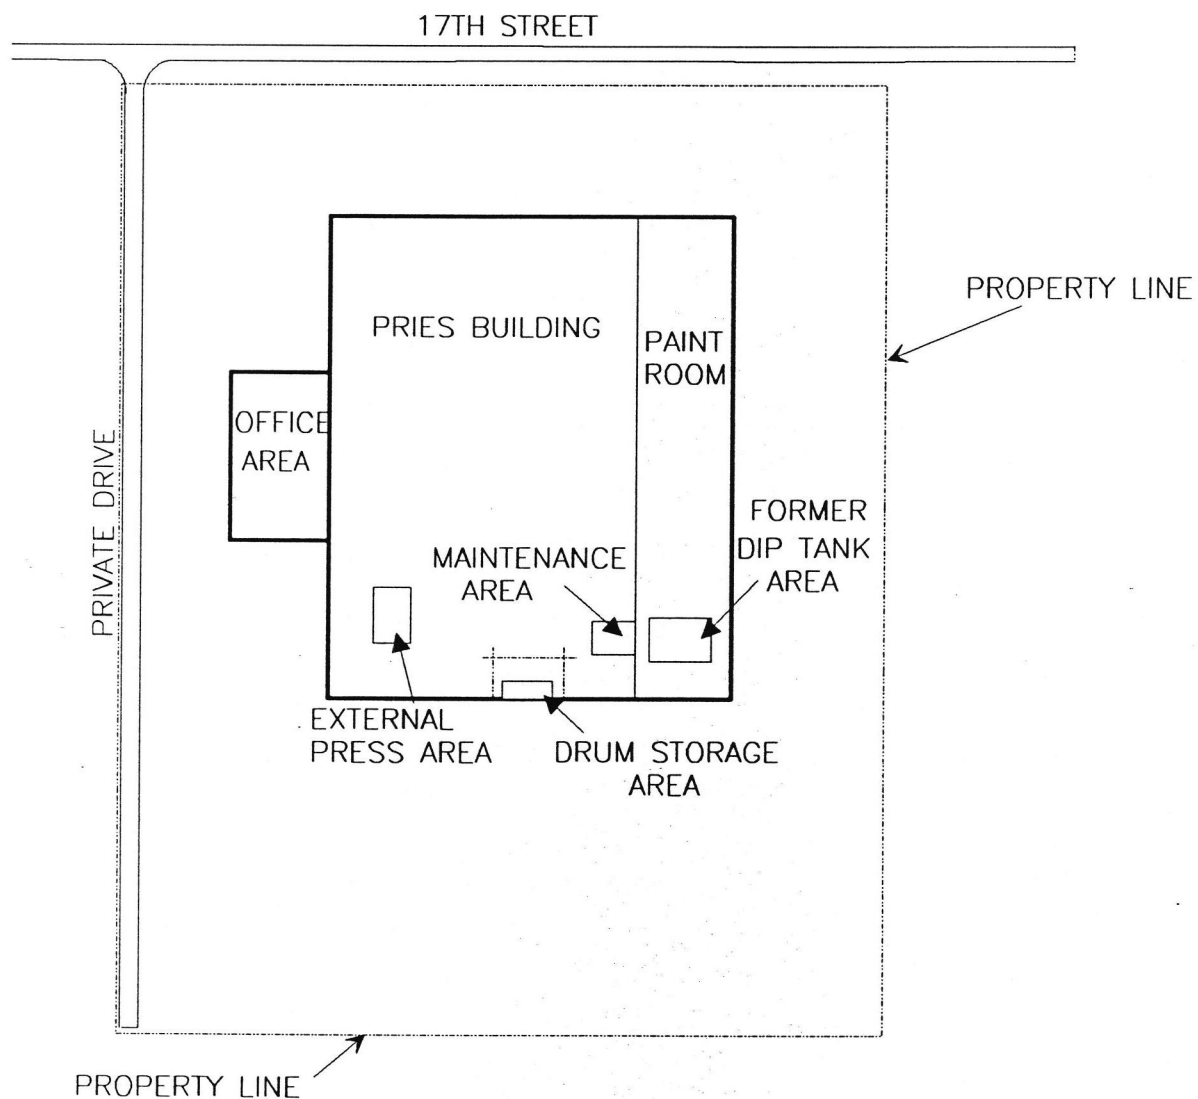 17TH STREET
PROPERTY LINE
PRIES BUILDING
PAINT
ROOM
OFFICE
AREA
PRIVATE DRIVE
FORMER
DIP TANK
AREA
MAINTENANCE
AREA
EXTERNAL
PRESS AREA
DRUM STORAGE
AREA
PROPERTY LINE